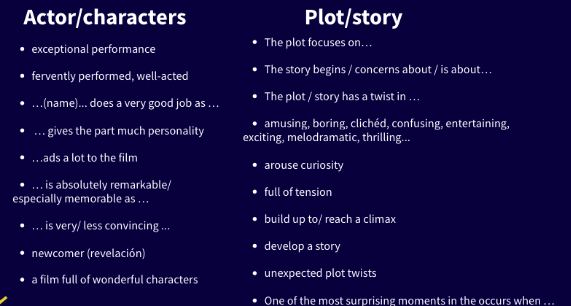 Actor/characters
exceptional performance
fervently performed, well-acted
…(name)... does a very good job as …
… gives the part much personality
…ads a lot to the film
… is absolutely remarkable/
especially memorable as …
… is very/ less convincing ...
newcomer (revelación)
a film full of wonderful characters
Plot/story
The plot focuses on…
The story begins / concerns about / is about…
The plot / story has a twist in …
amusing, boring, clichéd, confusing, entertaining,
exciting, melodramatic, thrilling...
arouse curiosity
full of tension
build up to/ reach a climax
develop a story
unexpected plot twists
One of the most surprising moments in the occurs when …